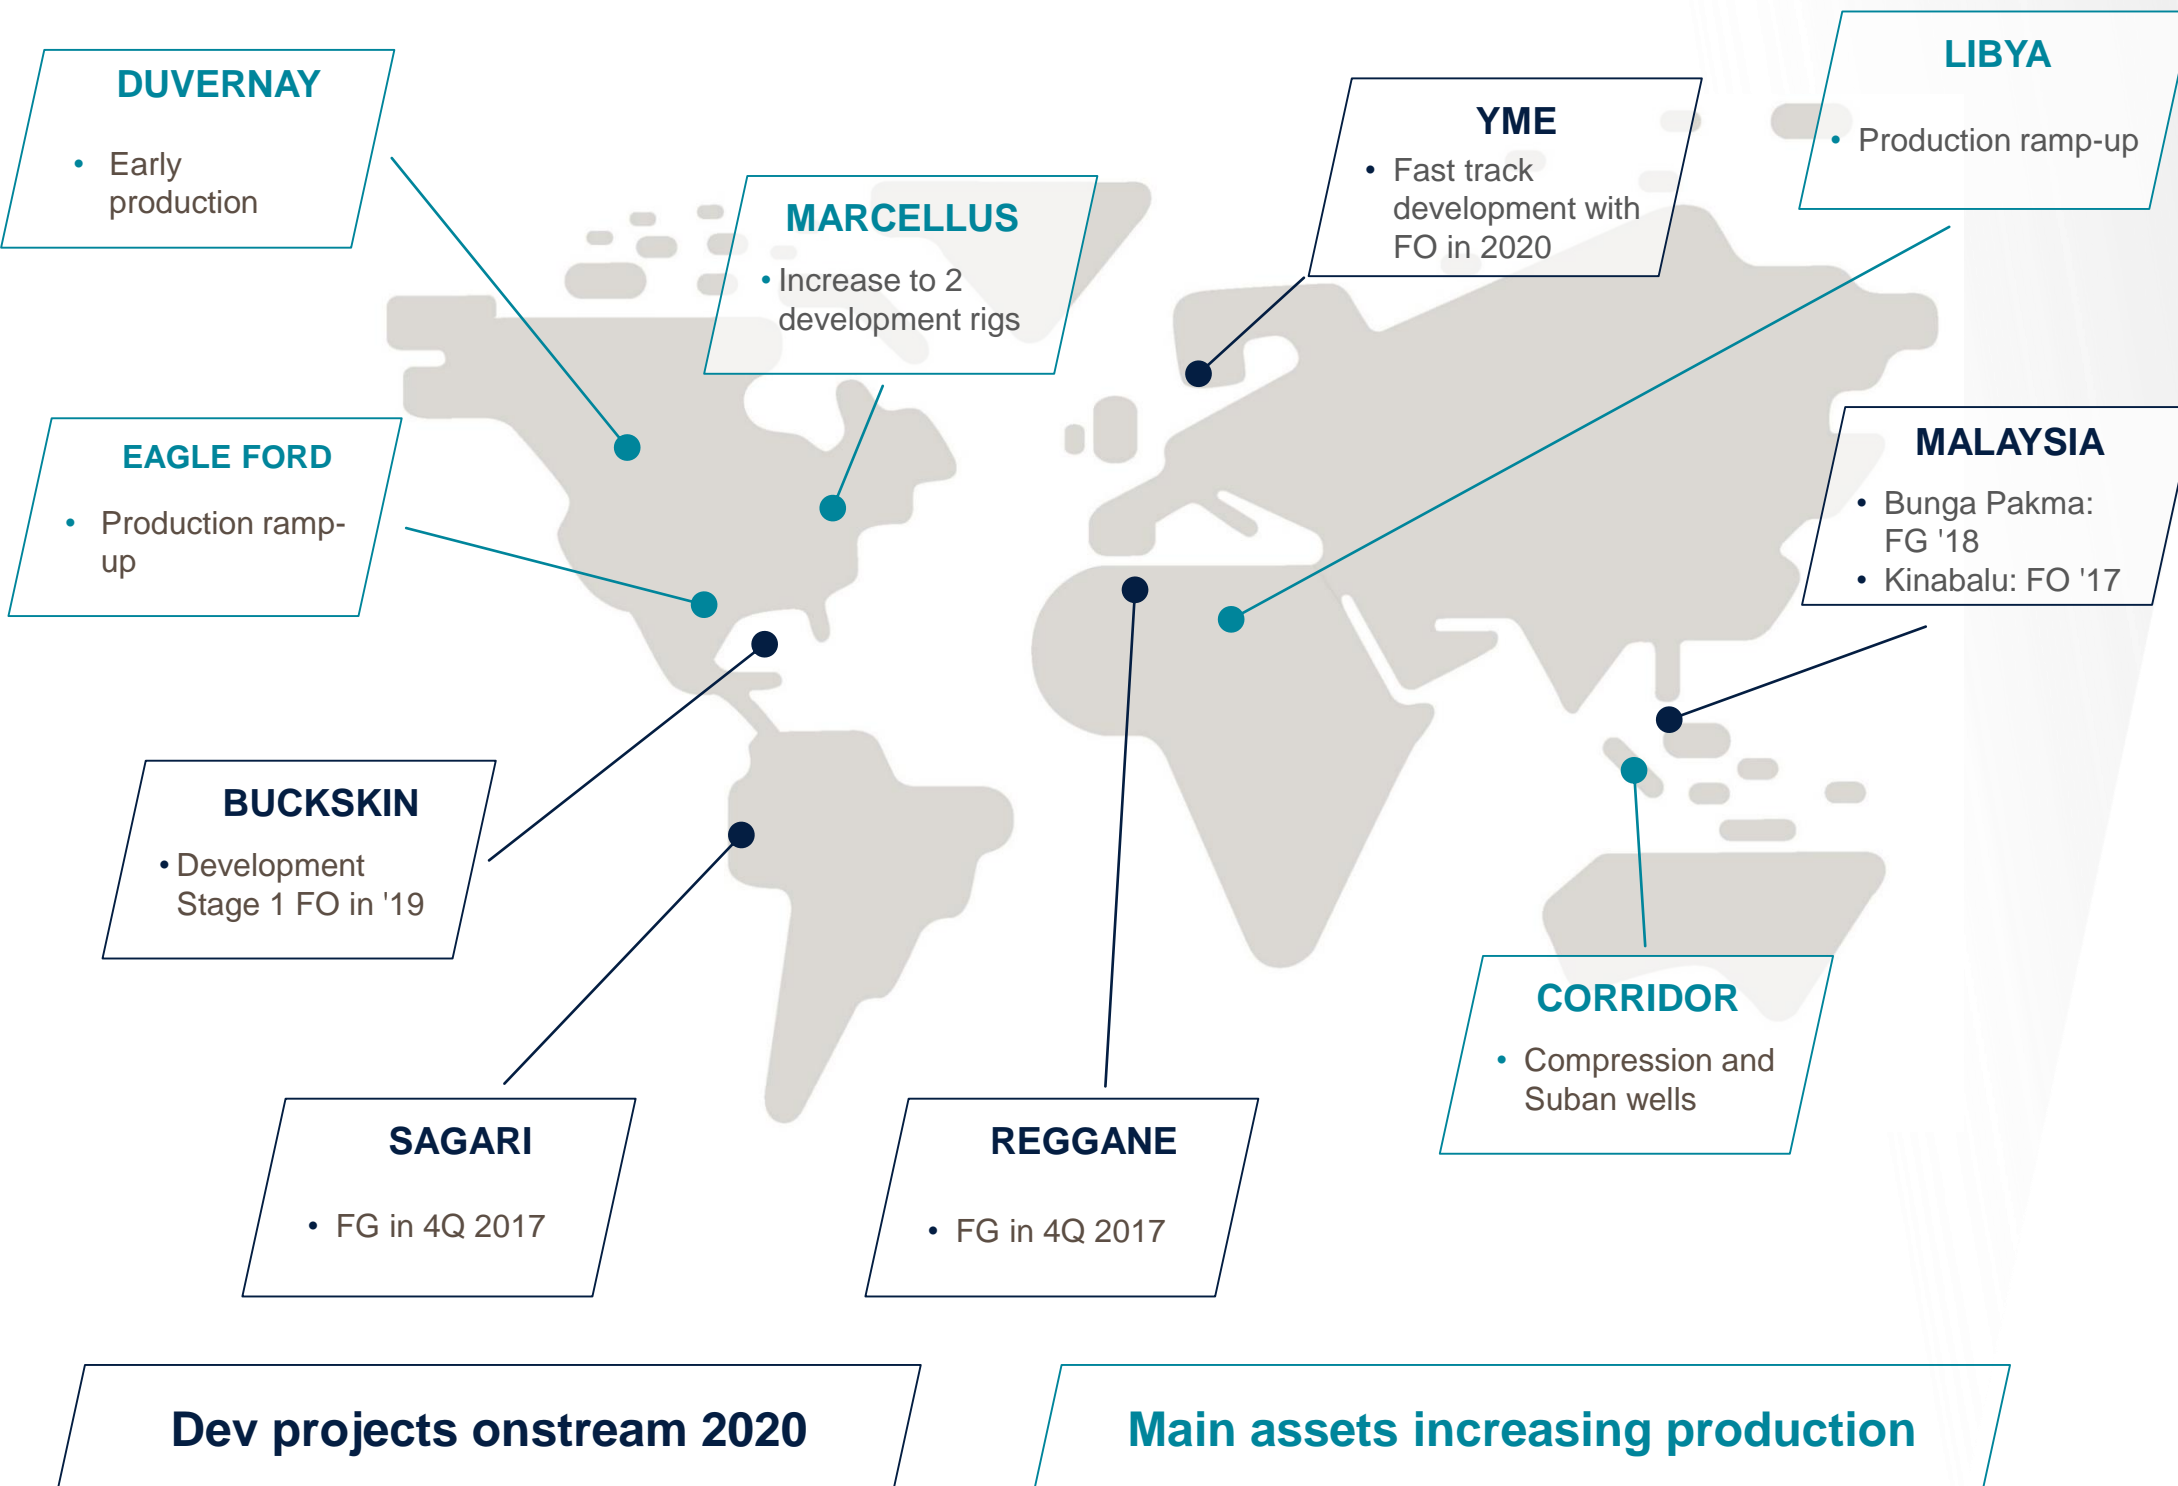 DUVERNAY
• Early
production
MARCELLUS
• Increase to 2
development rigs
YME
• Fast track
development with
FO in 2020
LIBYA
• Production ramp-up
EAGLE FORD
• Production ramp-
up
MALAYSIA
• Bunga Pakma:
FG '18
• Kinabalu: FO '17
BUCKSKIN
• Development
Stage 1 FO in '19
CORRIDOR
• Compression and
Suban wells
SAGARI
• FG in 4Q 2017
REGGANE
• FG in 4Q 2017
Dev projects onstream 2020
Main assets increasing production